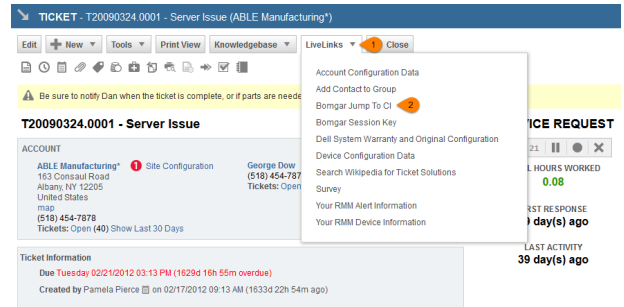 TICKET - T20090324.0001 - Server Issue (ABLE Manufacturing*)
Edit New Tools Print View Knowledgebase LiveLinks 1 Close
Be sure to notify Dan when the ticket is complete, or if parts are neede
Account Configuration Data
Add Contact to Group
Bomgar Jump To CI 2
Bomgar Session Key
Dell System Warranty and Original Configuration
Device Configuration Data
Search Wikipedia for Ticket Solutions
Survey
Your RMM Alert Information
Your RMM Device Information
T20090324.0001 - Server Issue
ACCOUNT
ABLE Manufacturing* 1 Site Configuration
163 Consaul Road
Albany, NY 12205
United States
map
(518) 454-7878
Tickets: Open (40) Show Last 30 Days
George Dow
(518) 454-787
Tickets: Open
Ticket Information
Due Tuesday 02/21/2012 03:13 PM (1629d 16h 55m overdue)
Created by Pamela Pierce on 02/17/2012 09:13 AM (1633d 22h 54m ago)
ICE REQUEST
21
L HOURS WORKED
0.08
RST RESPONSE
day(s) ago
LAST ACTIVITY
39 day(s) ago